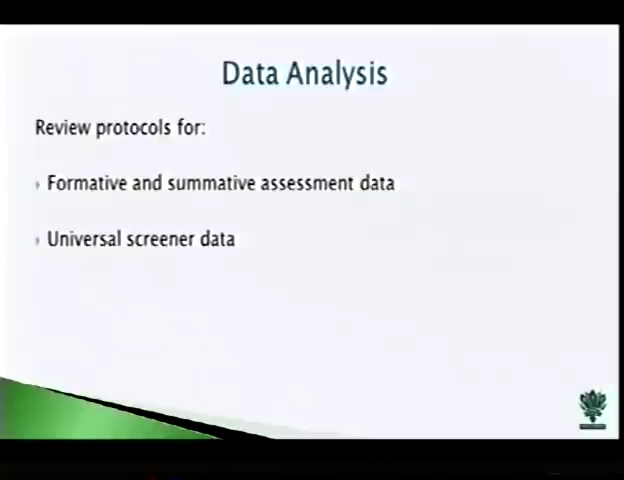 Data Analysis
Review protocols for:
Formative and summative assessment data
Universal screener data